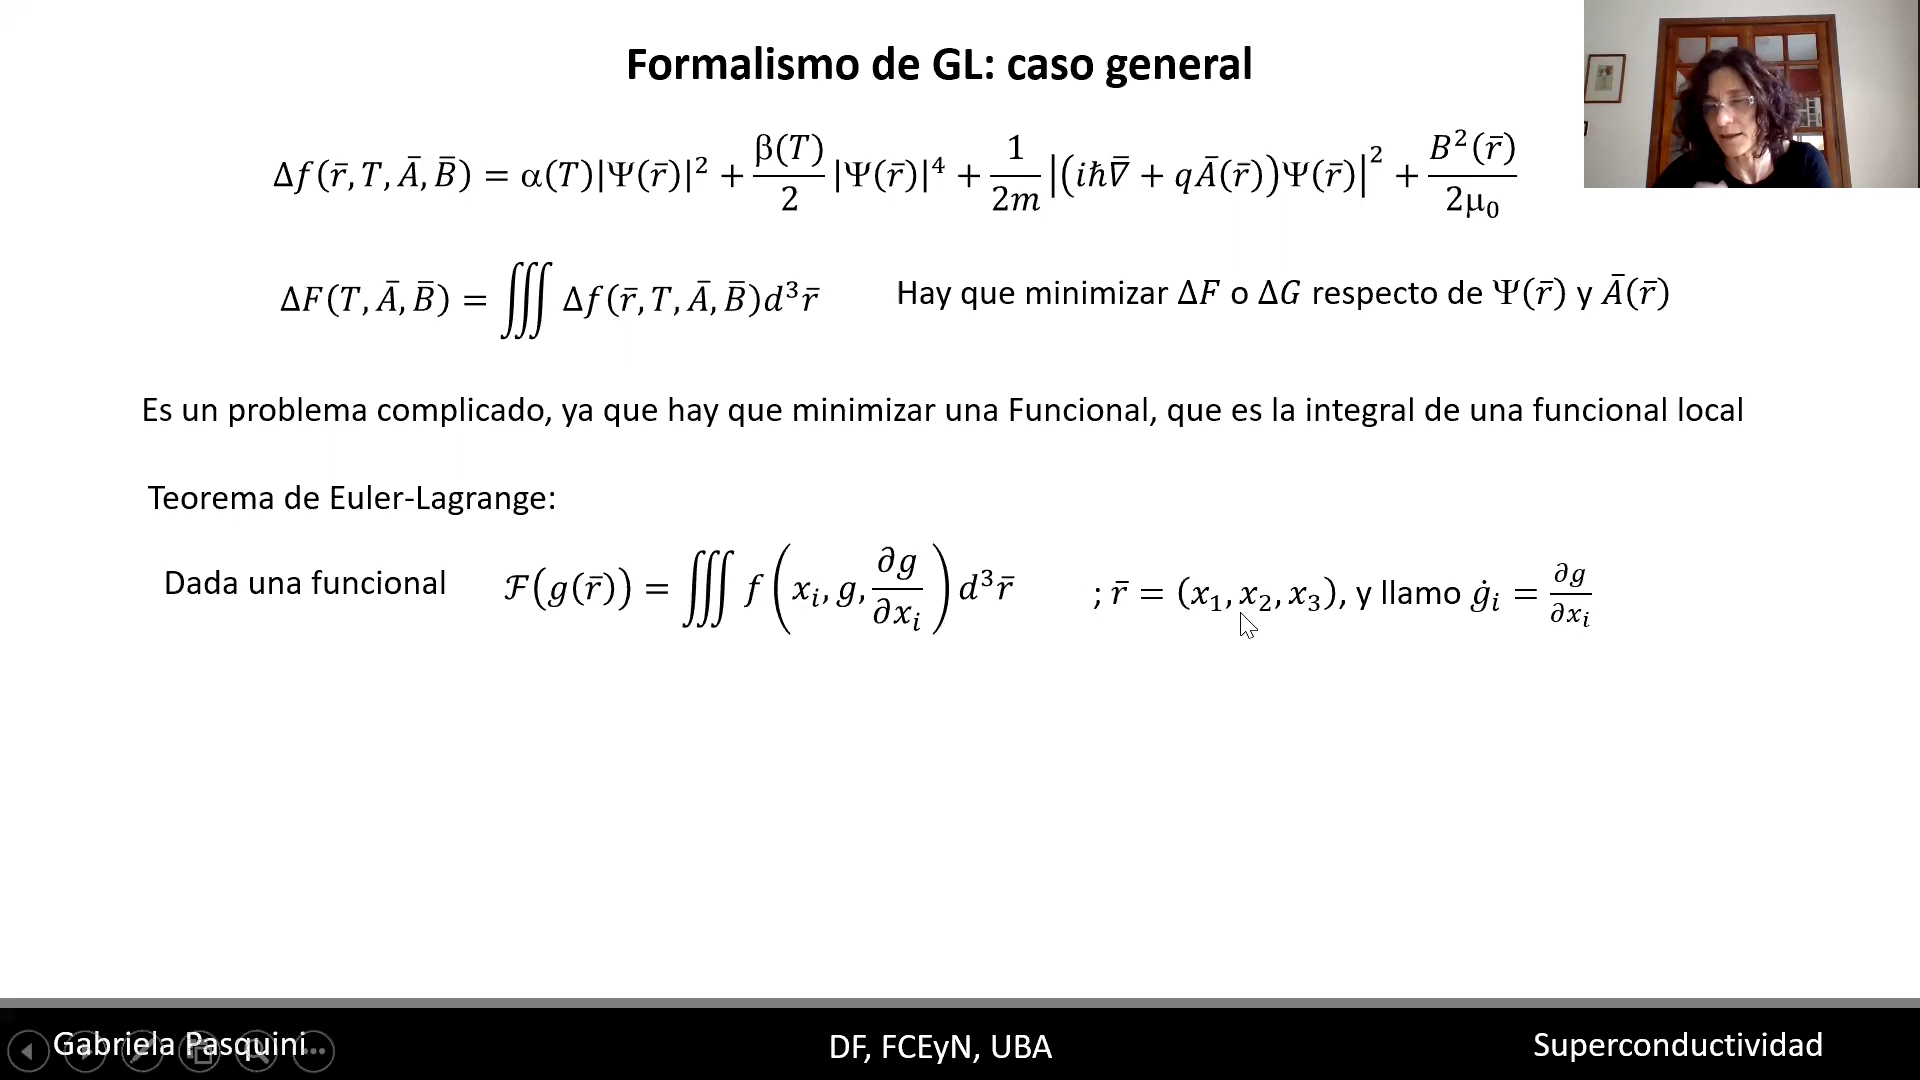 Formalismo de GL: caso general
Δf(r̄, T, Ā, B̄) = α(T)|Ψ(r̄)|² + β(T)/2 |Ψ(r̄)|⁴ + 1/2m |(iħ∇̄ + qĀ(r̄))Ψ(r̄)|² + B²(r̄)/2μ₀
ΔF(T, Ā, B̄) = ∭ Δf(r̄, T, Ā, B̄)d³r̄ Hay que minimizar ΔF o ΔG respecto de Ψ(r̄) y Ā(r̄)
Es un problema complicado, ya que hay que minimizar una Funcional, que es la integral de una funcional local
Teorema de Euler-Lagrange:
Dada una funcional ℱ(g(r̄)) = ∭ f(xᵢ, g, ∂g/∂xᵢ) d³r̄ ; r̄ = (x₁, x₂, x₃), y llamo ġᵢ = ∂g/∂xᵢ
Gabriela Pasquini DF, FCEyN, UBA Superconductividad